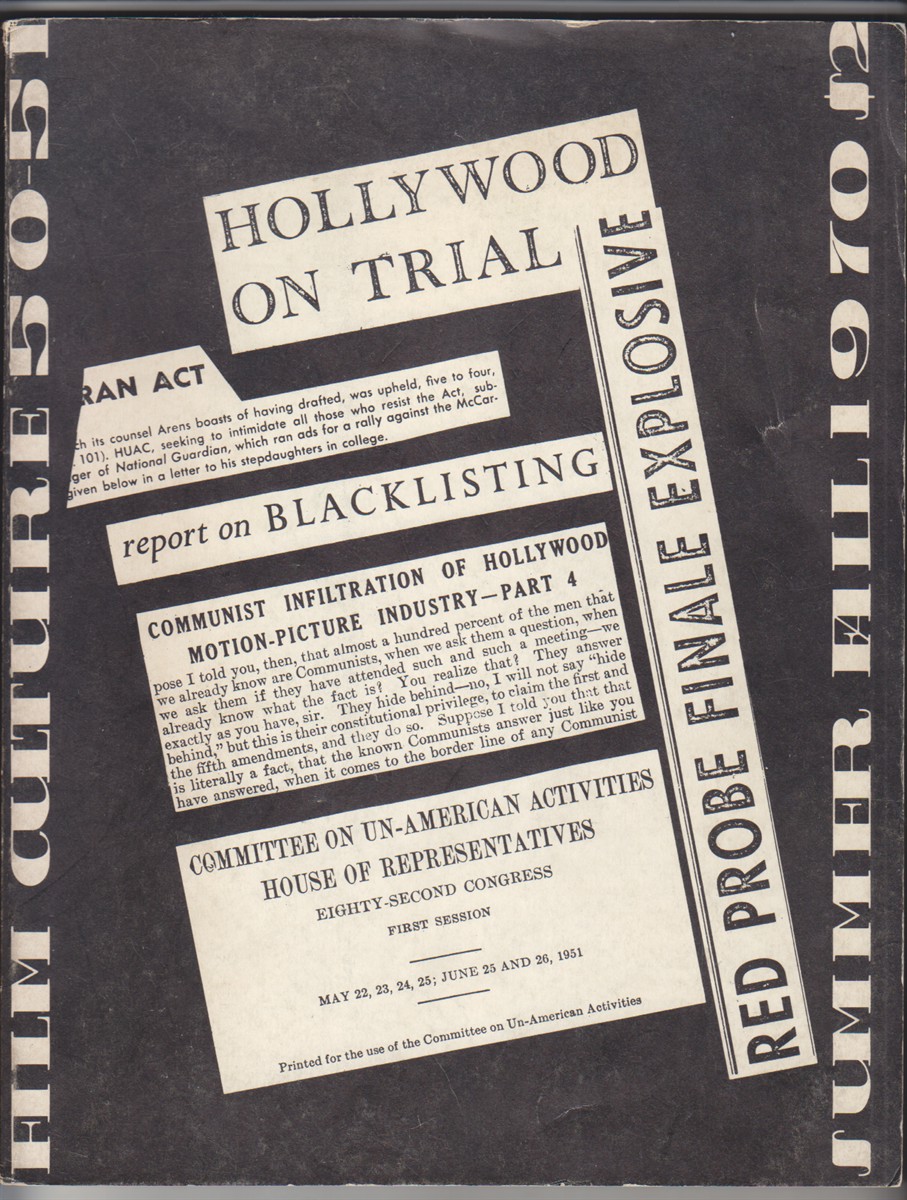 FILM CULTURE 50-51
HOLLYWOOD
ON TRIAL
RAN ACT
ch its counsel Arens boasts of having drafted, was upheld, five to four,
. 101). HUAC, seeking to intimidate all those who resist the Act, sub-
ger of National Guardian, which ran ads for a rally against the McCar-
given below in a letter to his stepdaughters in college.
report on BLACKLISTING
COMMUNIST INFILTRATION OF HOLLYWOOD
MOTION-PICTURE INDUSTRY—PART 4
pose I told you, then, that almost a hundred percent of the men that
we already know are Communists, when we ask them a question, when
we ask them if they have attended such and such a meeting—we
already know what the fact is? You realize that? They answer
exactly as you have, sir. They hide behind—no, I will not say "hide
behind," but this is their constitutional privilege, to claim the first and
the fifth amendments, and they do so. Suppose I told you that that
is literally a fact, that the known Communists answer just like you
have answered, when it comes to the border line of any Communist
COMMITTEE ON UN-AMERICAN ACTIVITIES
HOUSE OF REPRESENTATIVES
EIGHTY-SECOND CONGRESS
FIRST SESSION
MAY 22, 23, 24, 25; JUNE 25 AND 26, 1951
Printed for the use of the Committee on Un-American Activities
RED PROBE FINALE EXPLOSIVE
SUMMER FALL 1970 $2